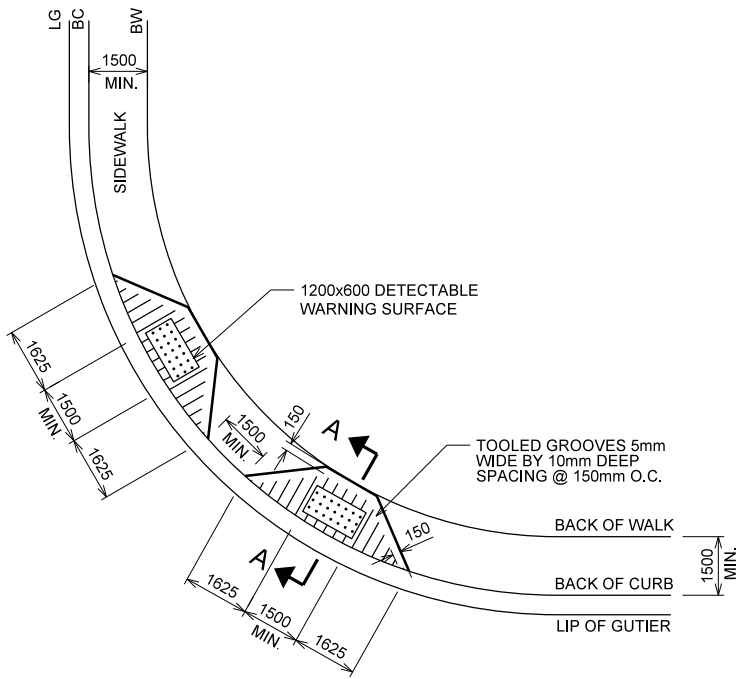 LG
BC
BW
1500
MIN.
SIDEWALK
1200x600 DETECTABLE
WARNING SURFACE
1625
1500
MIN.
1625
1500
MIN.
150
A
TOOLED GROOVES 5mm
WIDE BY 10mm DEEP
SPACING @ 150mm O.C.
150
BACK OF WALK
A
1500
MIN.
BACK OF CURB
LIP OF GUTIER
1625
1500
MIN.
1625